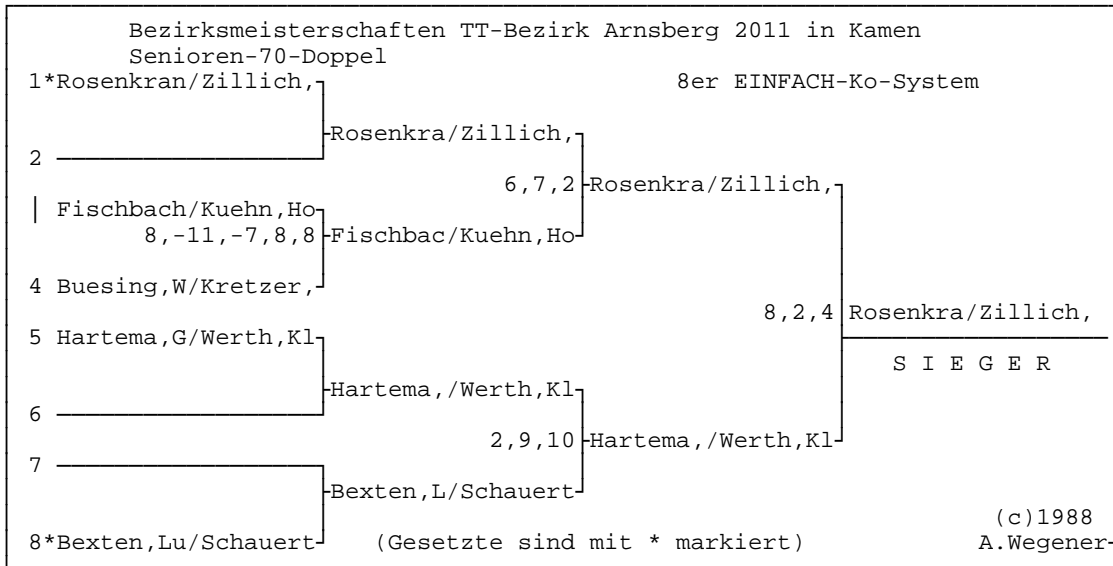 Bezirksmeisterschaften TT-Bezirk Arnsberg 2011 in Kamen
Senioren-70-Doppel
1*Rosenkran/Zillich, 8er EINFACH-Ko-System
Rosenkra/Zillich,
2
6,7,2 Rosenkra/Zillich,
Fischbach/Kuehn,Ho
8,-11,-7,8,8 Fischbac/Kuehn,Ho
4 Buesing,W/Kretzer,
8,2,4 Rosenkra/Zillich,
5 Hartema,G/Werth,Kl
S I E G E R
Hartema,/Werth,Kl
6
2,9,10 Hartema,/Werth,Kl
7
Bexten,L/Schauert
(c)1988
8*Bexten,Lu/Schauert (Gesetzte sind mit * markiert) A.Wegener